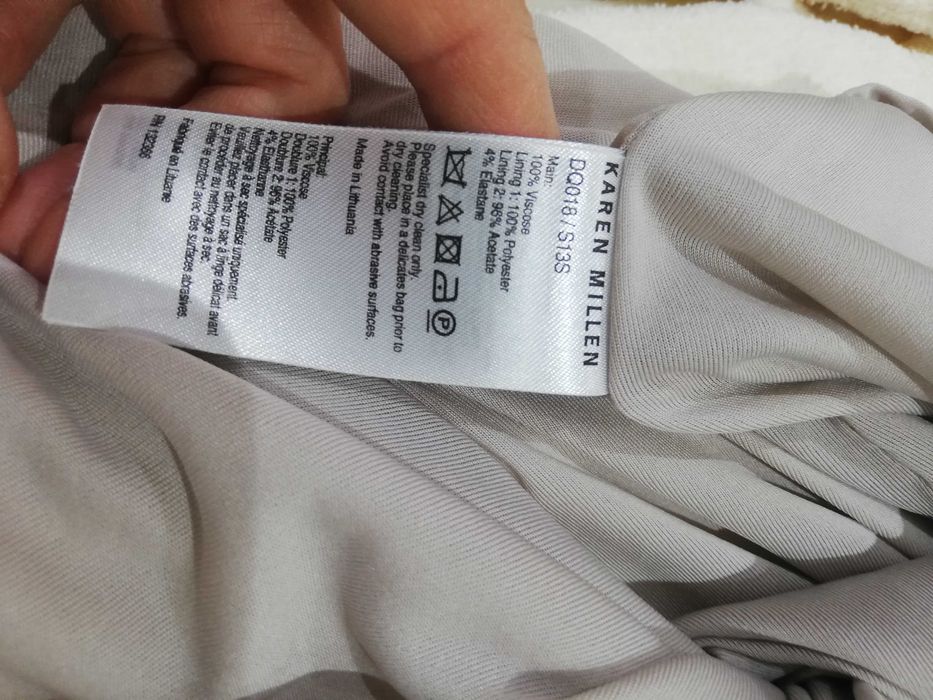 KAREN MILLEN
DQ018 / S13S
Main:
100% Viscose
Lining 1: 100% Polyester
Lining 2: 96% Acetate
4% Elastane
P
Specialist dry clean only.
Please place in a delicates bag prior to
dry cleaning.
Avoid contact with abrasive surfaces.
Made in Lithuania
Principal:
100% Viscose
Doublure 1: 100% Polyester
Doublure 2: 96% Acetate
4% Elasthanne
Nettoyage à sec spécialisé uniquement.
Veuillez placer dans un sac à linge délicat avant
de procéder au nettoyage à sec.
Eviter le contact avec des surfaces abrasives.
Fabriqué en Lituanie